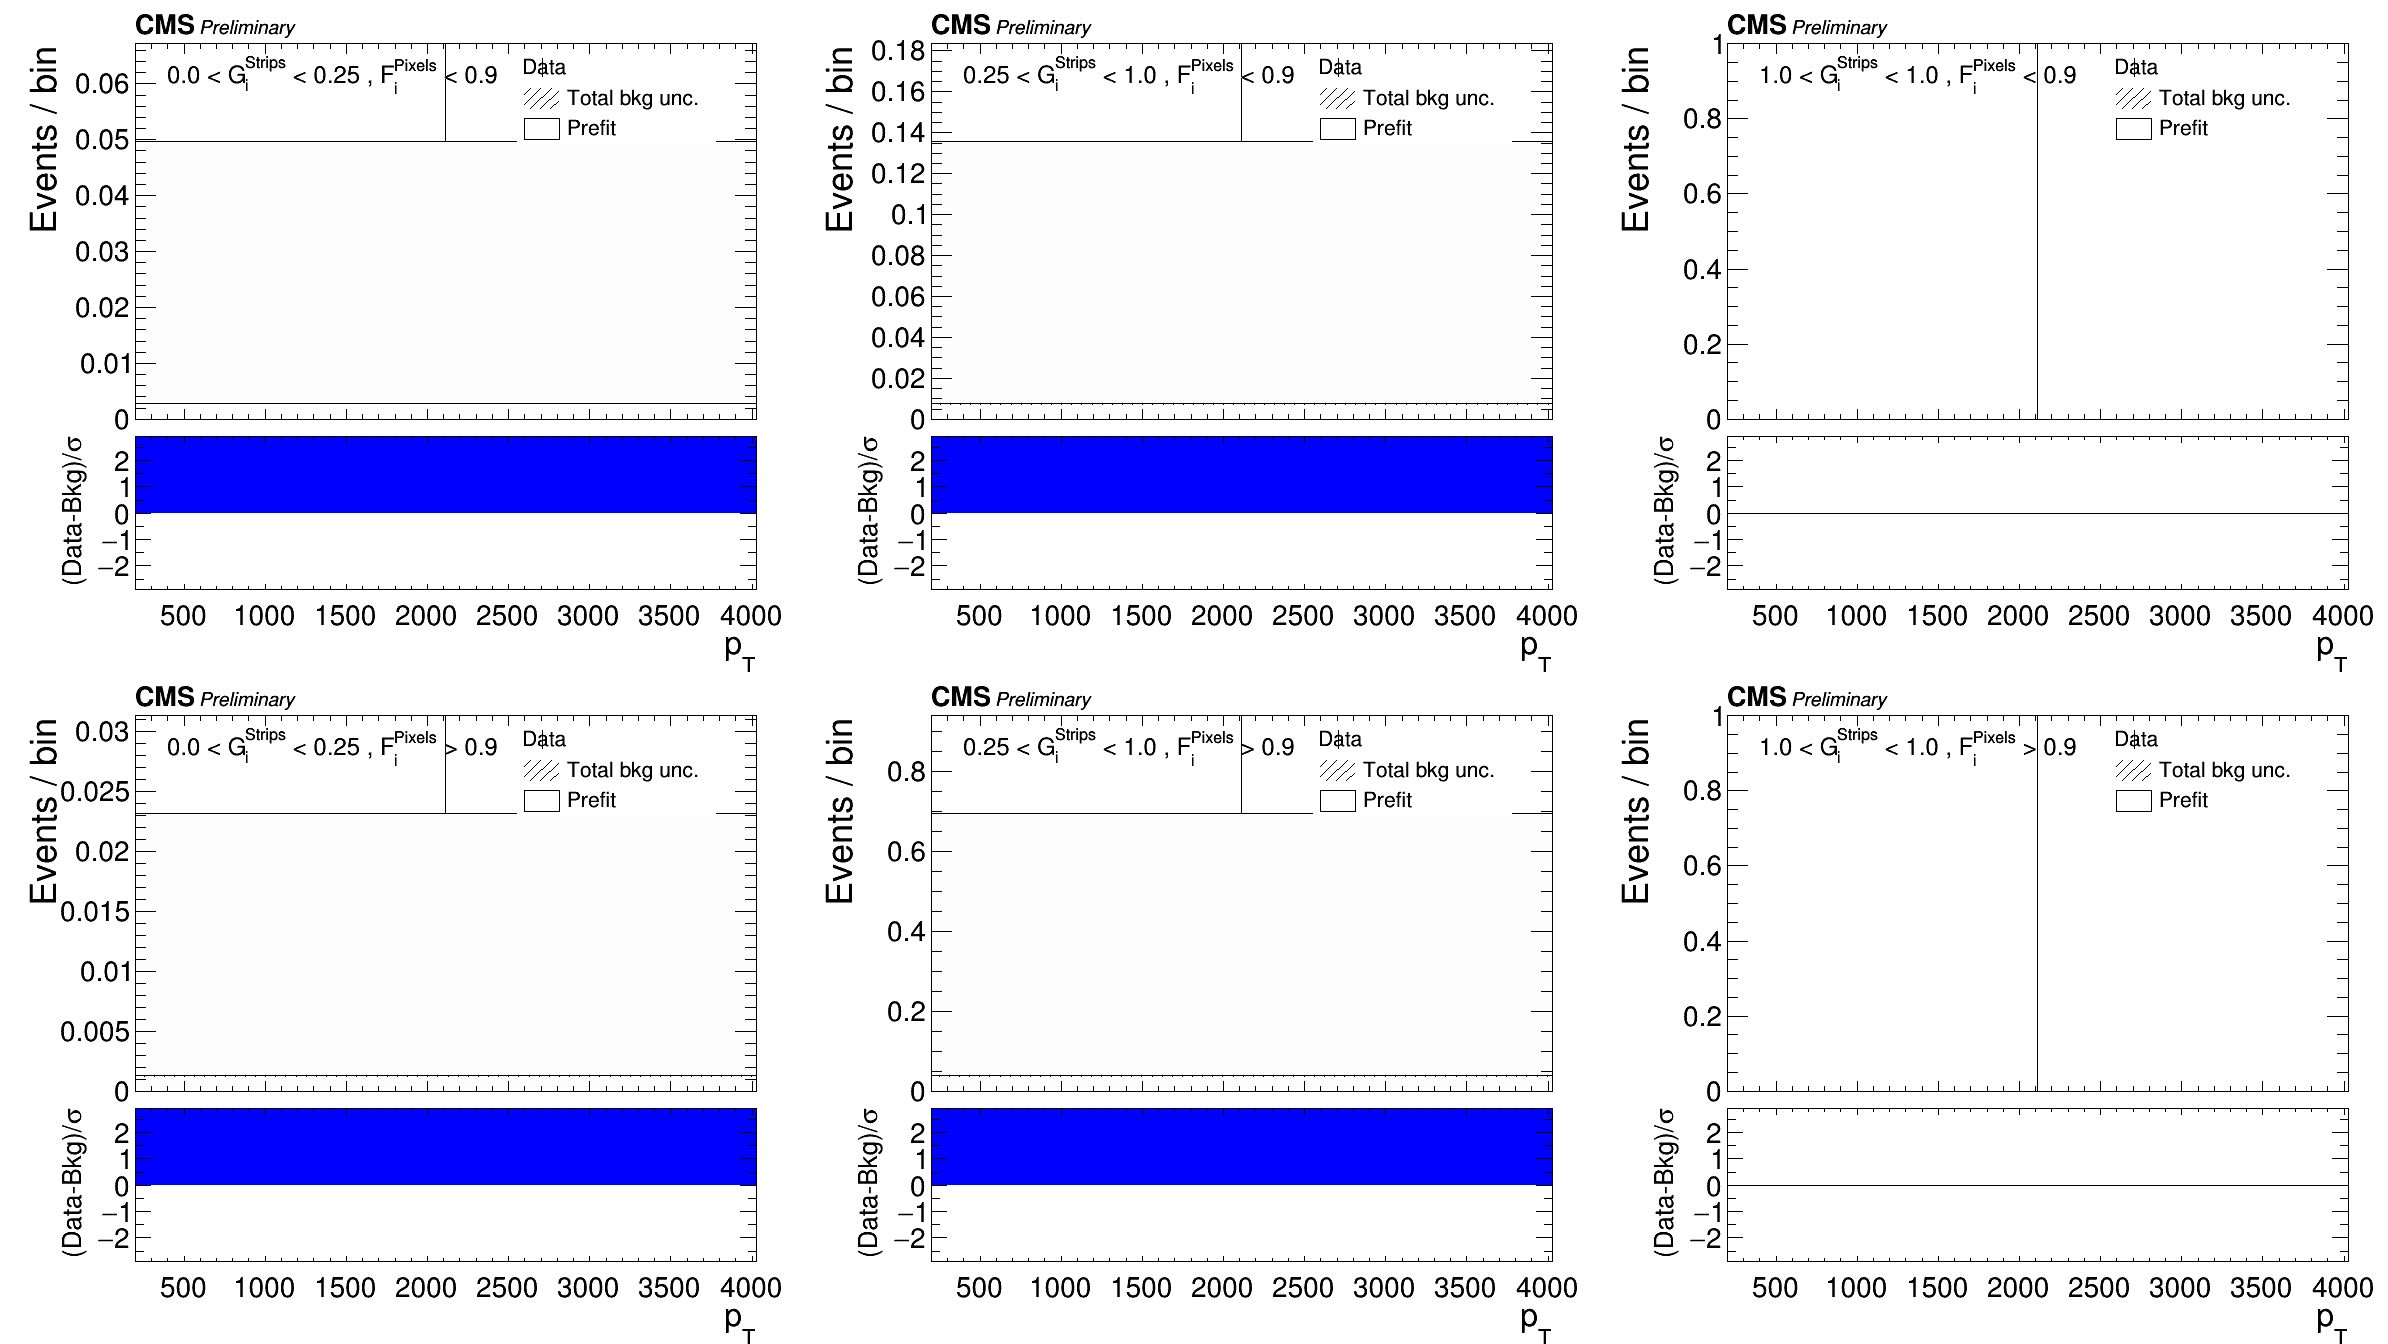 CMS Preliminary
Events / bin
0.0 < G_i^Strips < 0.25 , F_i^Pixels < 0.9
Data
Total bkg unc.
Prefit
0.06
0.05
0.04
0.03
0.02
0.01
0
(Data-Bkg)/σ
2
1
0
−1
−2
500 1000 1500 2000 2500 3000 3500 4000
p_T
CMS Preliminary
Events / bin
0.25 < G_i^Strips < 1.0 , F_i^Pixels < 0.9
Data
Total bkg unc.
Prefit
0.18
0.16
0.14
0.12
0.1
0.08
0.06
0.04
0.02
0
(Data-Bkg)/σ
2
1
0
−1
−2
500 1000 1500 2000 2500 3000 3500 4000
p_T
CMS Preliminary
Events / bin
1.0 < G_i^Strips < 1.0 , F_i^Pixels < 0.9
Data
Total bkg unc.
Prefit
1
0.8
0.6
0.4
0.2
0
(Data-Bkg)/σ
2
1
0
−1
−2
500 1000 1500 2000 2500 3000 3500 4000
p_T
CMS Preliminary
Events / bin
0.0 < G_i^Strips < 0.25 , F_i^Pixels > 0.9
Data
Total bkg unc.
Prefit
0.03
0.025
0.02
0.015
0.01
0.005
0
(Data-Bkg)/σ
2
1
0
−1
−2
500 1000 1500 2000 2500 3000 3500 4000
p_T
CMS Preliminary
Events / bin
0.25 < G_i^Strips < 1.0 , F_i^Pixels > 0.9
Data
Total bkg unc.
Prefit
0.8
0.6
0.4
0.2
0
(Data-Bkg)/σ
2
1
0
−1
−2
500 1000 1500 2000 2500 3000 3500 4000
p_T
CMS Preliminary
Events / bin
1.0 < G_i^Strips < 1.0 , F_i^Pixels > 0.9
Data
Total bkg unc.
Prefit
1
0.8
0.6
0.4
0.2
0
(Data-Bkg)/σ
2
1
0
−1
−2
500 1000 1500 2000 2500 3000 3500 4000
p_T